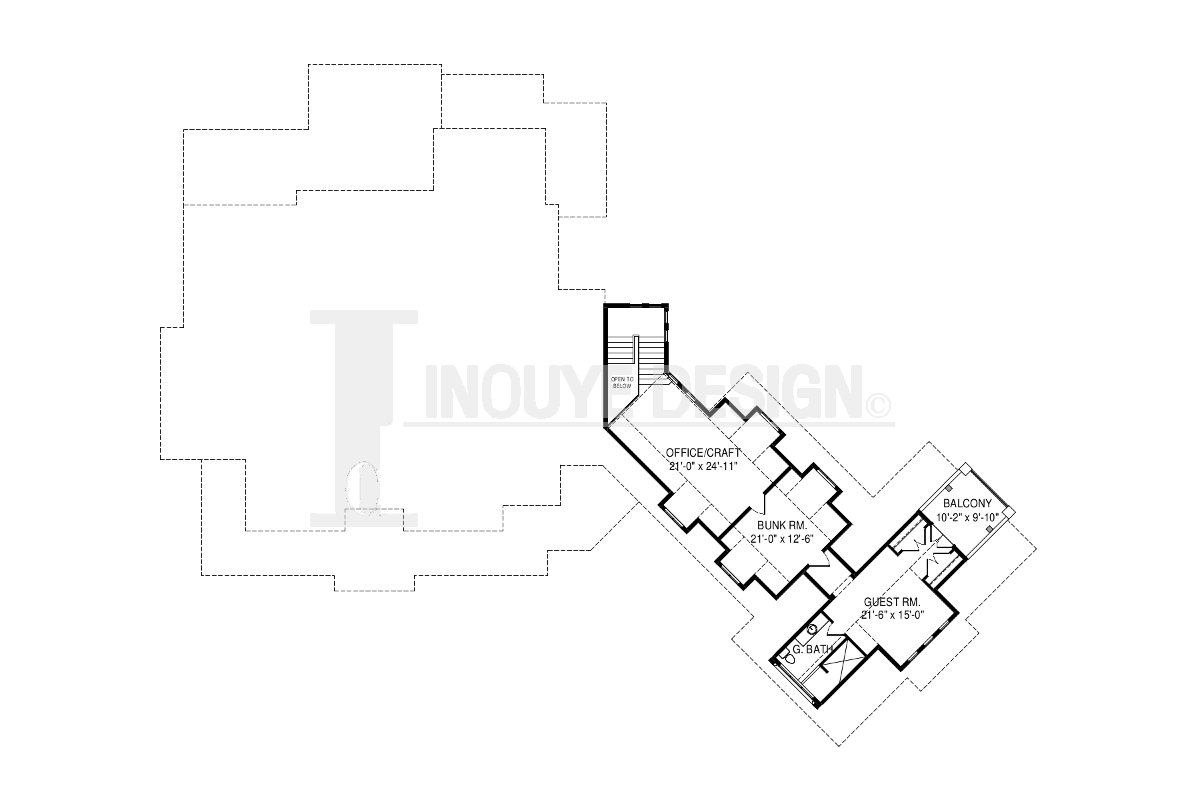 INOUYE DESIGN©
OPEN TO
BELOW
OFFICE/CRAFT
21'-0" x 24'-11"
BUNK RM.
21'-0" x 12'-6"
BALCONY
10'-2" x 9'-10"
GUEST RM.
21'-6" x 15'-0"
G. BATH